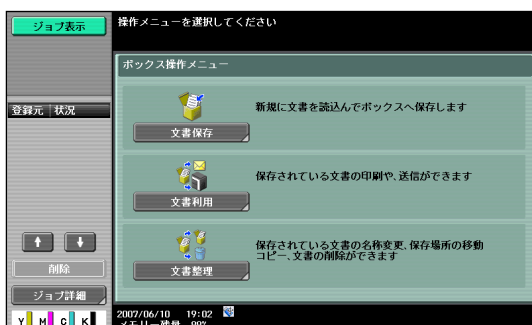 ジョブ表示
操作メニューを選択してください
ボックス操作メニュー
登録元 状況
新規に文書を読込んでボックスへ保存します
文書保存
保存されている文書の印刷や、送信ができます
文書利用
保存されている文書の名称変更、保存場所の移動
コピー、文書の削除ができます
文書整理
削除
ジョブ詳細
2007/06/10 19:02
Y M C K
メモリー残量 99%